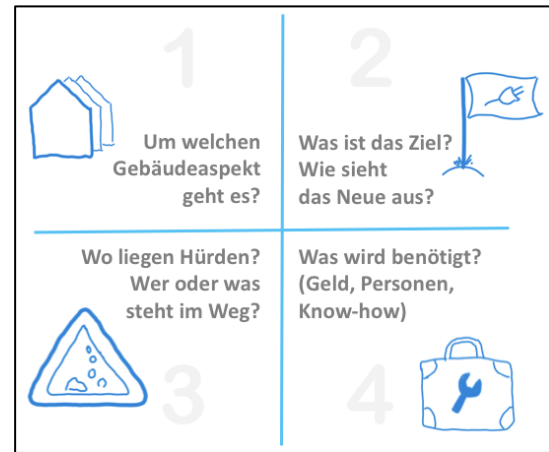 1
Um welchen
Gebäudeaspekt
geht es?
2
Was ist das Ziel?
Wie sieht
das Neue aus?
Wo liegen Hürden?
Wer oder was
steht im Weg?
3
Was wird benötigt?
(Geld, Personen,
Know-how)
4